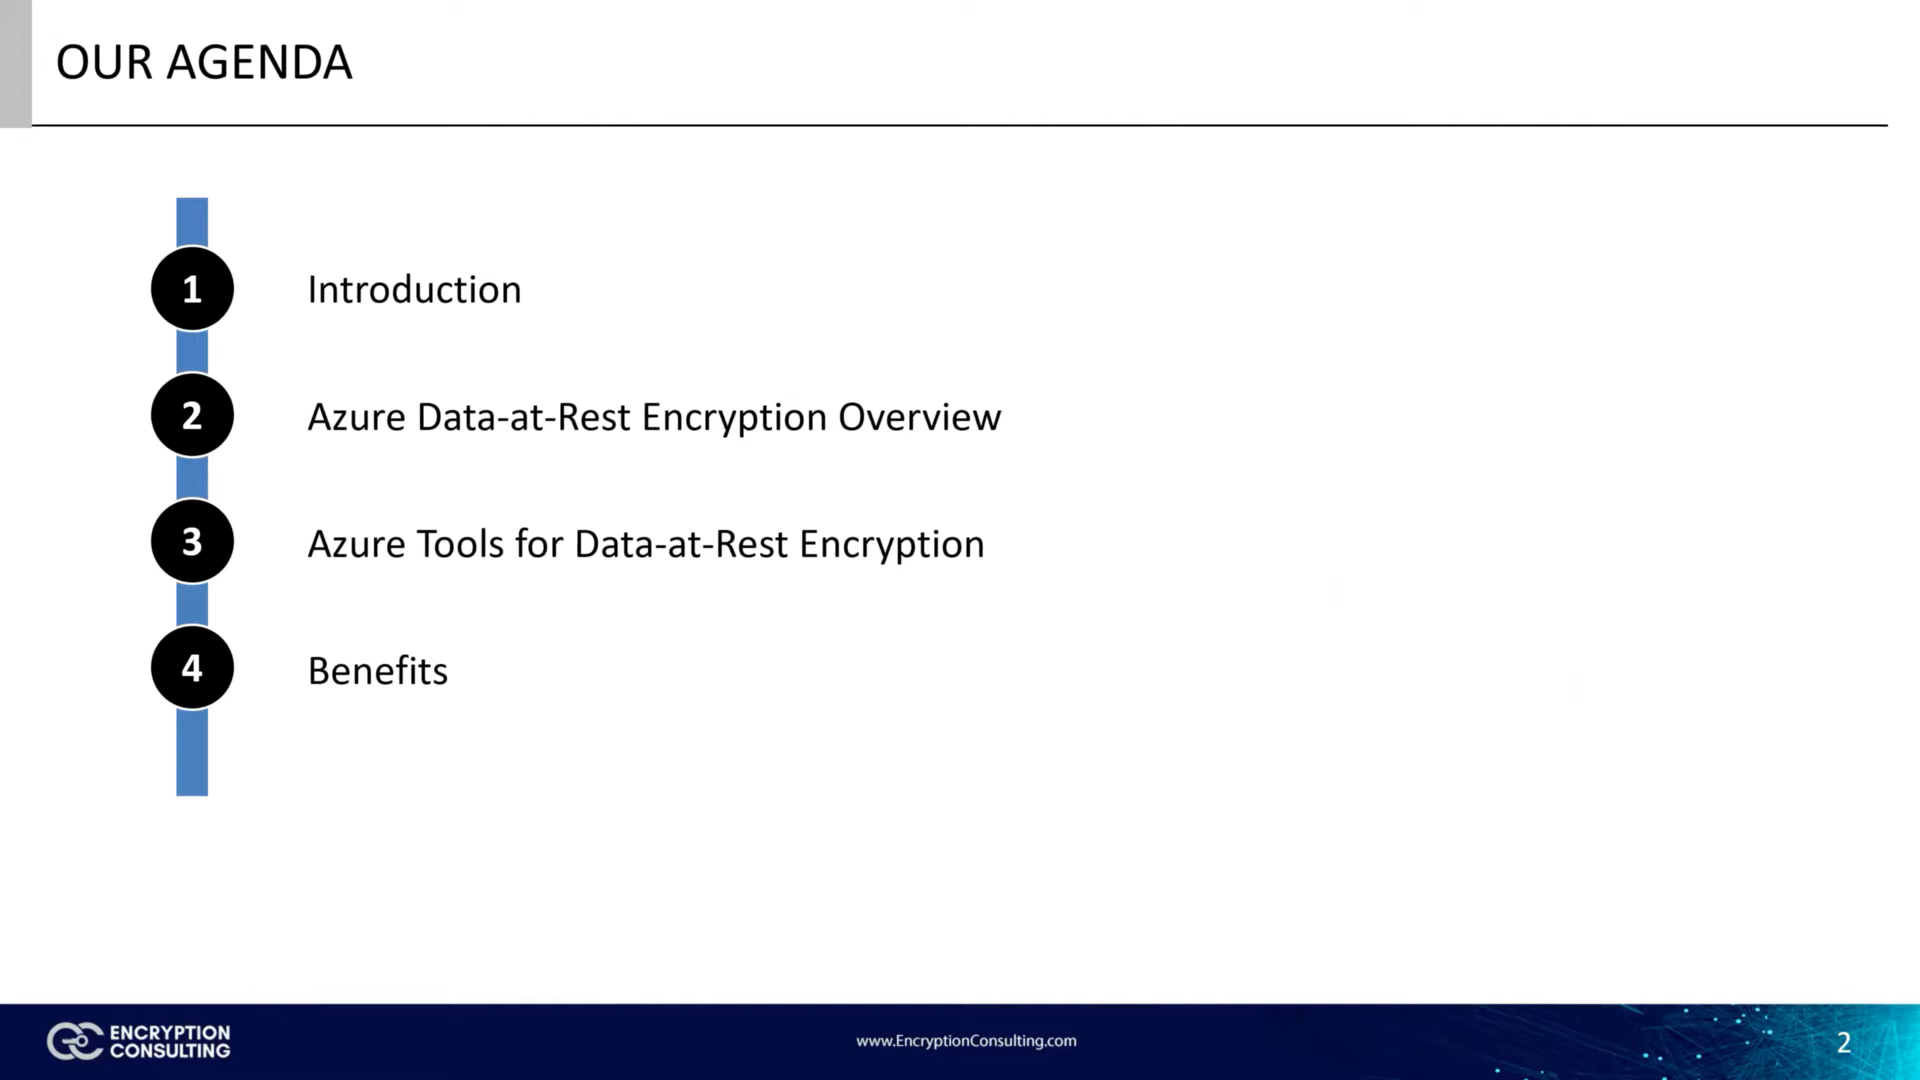 OUR AGENDA
1 Introduction
2 Azure Data-at-Rest Encryption Overview
3 Azure Tools for Data-at-Rest Encryption
4 Benefits
ENCRYPTION
CONSULTING
www.EncryptionConsulting.com
2